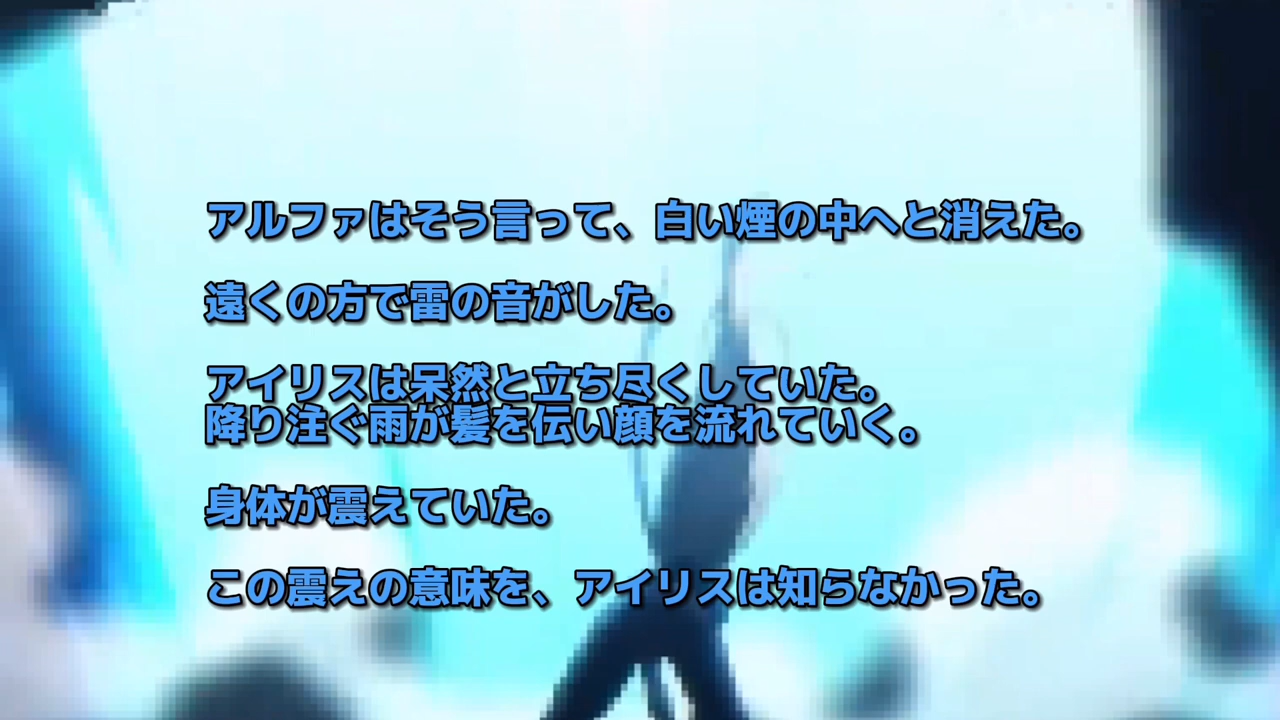 アルファはそう言って、白い煙の中へと消えた。
遠くの方で雷の音がした。
アイリスは呆然と立ち尽くしていた。
降り注ぐ雨が髪を伝い顔を流れていく。
身体が震えていた。
この震えの意味を、アイリスは知らなかった。